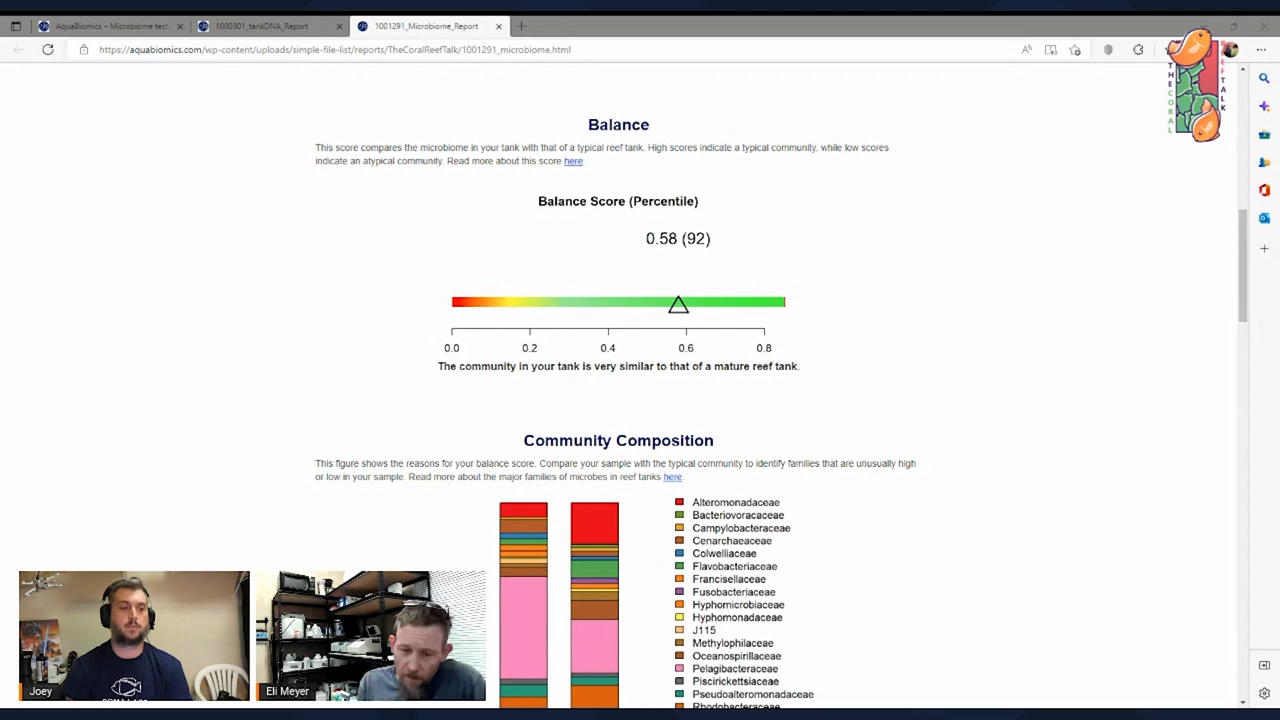 AquaBiomics – Microbiome test
1000301_tankDNA_Report
1001291_Microbiome_Report
https://aquabiomics.com/wp-content/uploads/simple-file-list/reports/TheCoralReefTalk/1001291_microbiome.html
THE CORAL
REEF TALK
Balance
This score compares the microbiome in your tank with that of a typical reef tank. High scores indicate a typical community, while low scores
indicate an atypical community. Read more about this score here.
Balance Score (Percentile)
0.58 (92)
0.0 0.2 0.4 0.6 0.8
The community in your tank is very similar to that of a mature reef tank.
Community Composition
This figure shows the reasons for your balance score. Compare your sample with the typical community to identify families that are unusually high
or low in your sample. Read more about the major families of microbes in reef tanks here.
Alteromonadaceae
Bacteriovoracaceae
Campylobacteraceae
Cenarchaeaceae
Colwelliaceae
Flavobacteriaceae
Francisellaceae
Fusobacteriaceae
Hyphomicrobiaceae
Hyphomonadaceae
J115
Methylophilaceae
Oceanospirillaceae
Pelagibacteraceae
Piscirickettsiaceae
Pseudoalteromonadaceae
Rhodobacteraceae
Joey
Eli Meyer